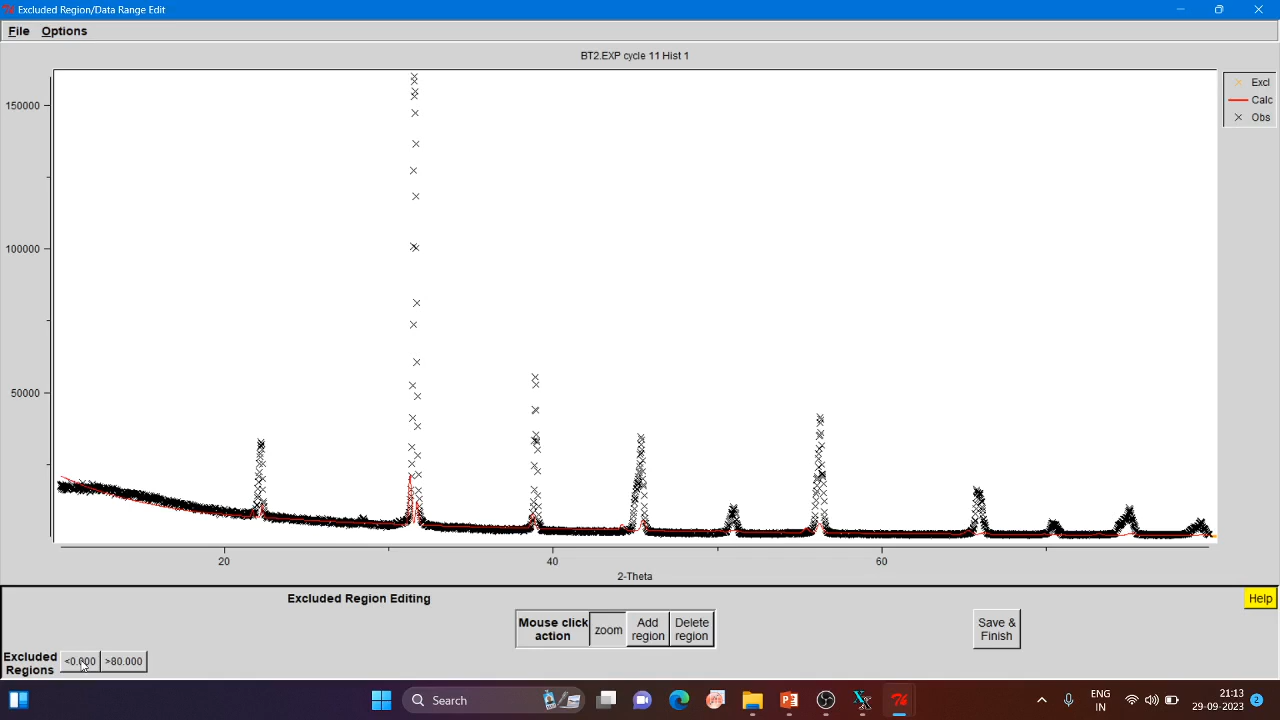 Excluded Region/Data Range Edit
File Options
BT2.EXP cycle 11 Hist 1
150000
100000
50000
Excl
Calc
Obs
20 40 60
2-Theta
Excluded Region Editing
Help
Mouse click action
zoom
Add region
Delete region
Save & Finish
Excluded Regions
<0.000 >80.000
Search
ENG
IN
21:13
29-09-2023
2